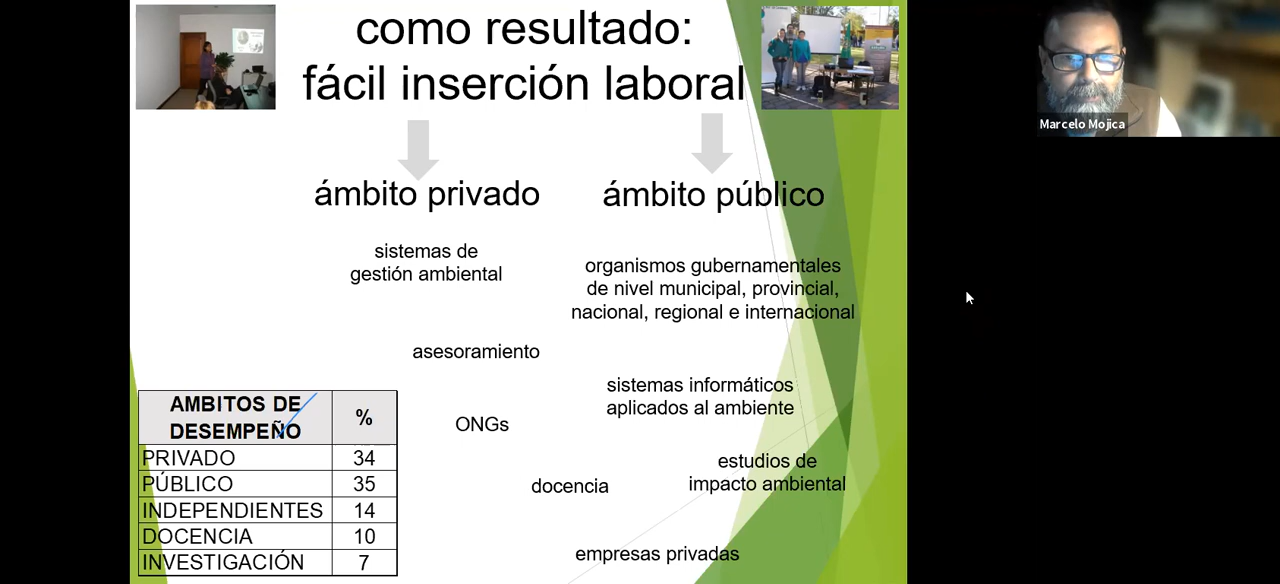 como resultado:
fácil inserción laboral
Marcelo Mojica
ámbito privado
ámbito público
sistemas de
gestión ambiental
organismos gubernamentales
de nivel municipal, provincial,
nacional, regional e internacional
asesoramiento
sistemas informáticos
aplicados al ambiente
ONGs
estudios de
impacto ambiental
docencia
empresas privadas
AMBITOS DE
DESEMPEÑO
%
PRIVADO 34
PÚBLICO 35
INDEPENDIENTES 14
DOCENCIA 10
INVESTIGACIÓN 7